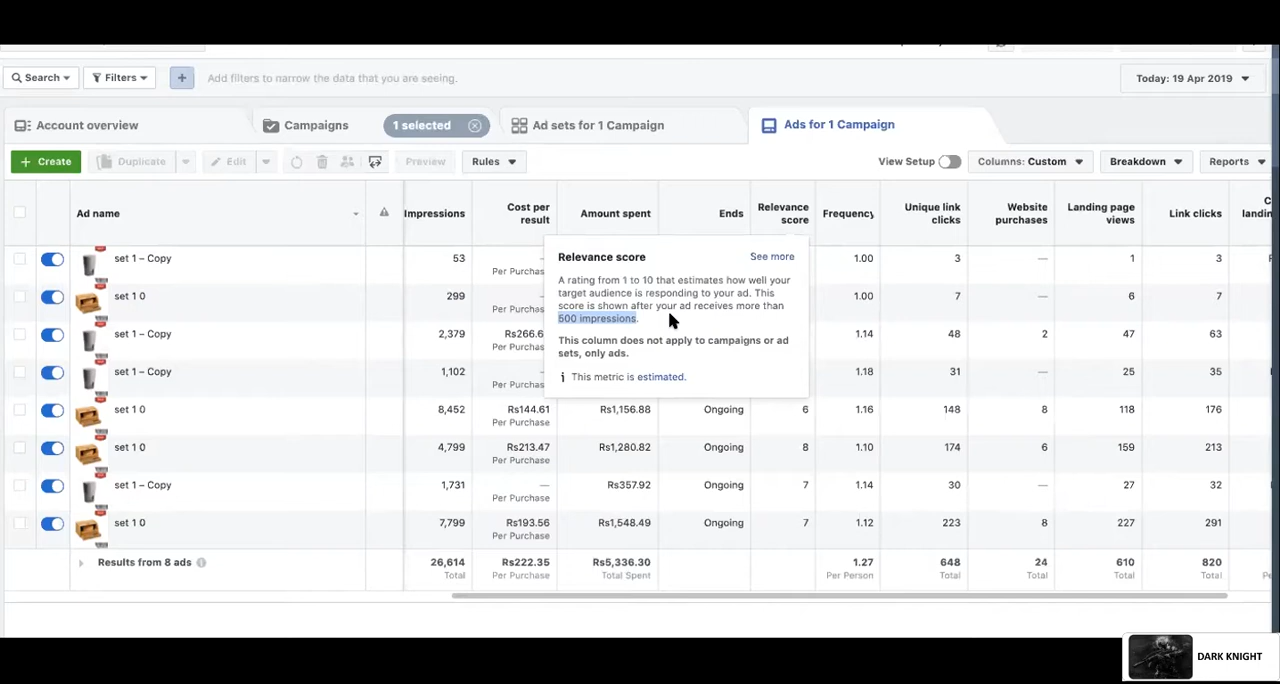 Search Filters + Add filters to narrow the data that you are seeing. Today: 19 Apr 2019
Account overview Campaigns 1 selected Ad sets for 1 Campaign Ads for 1 Campaign
+ Create Duplicate Edit Preview Rules View Setup Columns: Custom Breakdown Reports
Ad name Impressions Cost per result Amount spent Ends Relevance score Frequency Unique link clicks Website purchases Landing page views Link clicks
set 1 – Copy 53 — 1.00 3 — 1 3
Per Purchas
set 1 0 299 — 1.00 7 — 6 7
Per Purchas
set 1 – Copy 2,379 Rs266.6 1.14 48 2 47 63
Per Purchas
set 1 – Copy 1,102 1.18 31 — 25 35
Per Purchas
Relevance score See more
A rating from 1 to 10 that estimates how well your
target audience is responding to your ad. This
score is shown after your ad receives more than
500 impressions.
This column does not apply to campaigns or ad
sets, only ads.
i This metric is estimated.
set 1 0 8,452 Rs144.61 Rs1,156.88 Ongoing 6 1.16 148 8 118 176
Per Purchase
set 1 0 4,799 Rs213.47 Rs1,280.82 Ongoing 8 1.10 174 6 159 213
Per Purchase
set 1 – Copy 1,731 — Rs357.92 Ongoing 7 1.14 30 — 27 32
Per Purchase
set 1 0 7,799 Rs193.56 Rs1,548.49 Ongoing 7 1.12 223 8 227 291
Per Purchase
Results from 8 ads 26,614 Rs222.35 Rs5,336.30 1.27 648 24 610 820
Total Per Purchase Total Spent Per Person Total Total Total Total
DARK KNIGHT